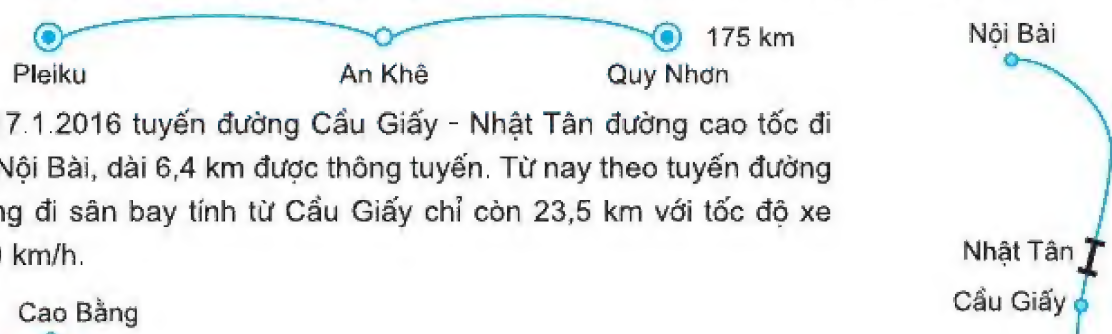 175 km
Pleiku An Khê Quy Nhơn
7.1.2016 tuyến đường Cầu Giấy - Nhật Tân đường cao tốc đi
Nội Bài, dài 6,4 km được thông tuyến. Từ nay theo tuyến đường
đi sân bay tính từ Cầu Giấy chỉ còn 23,5 km với tốc độ xe
km/h.
Cao Bằng
Nội Bài
Nhật Tân
Cầu Giấy